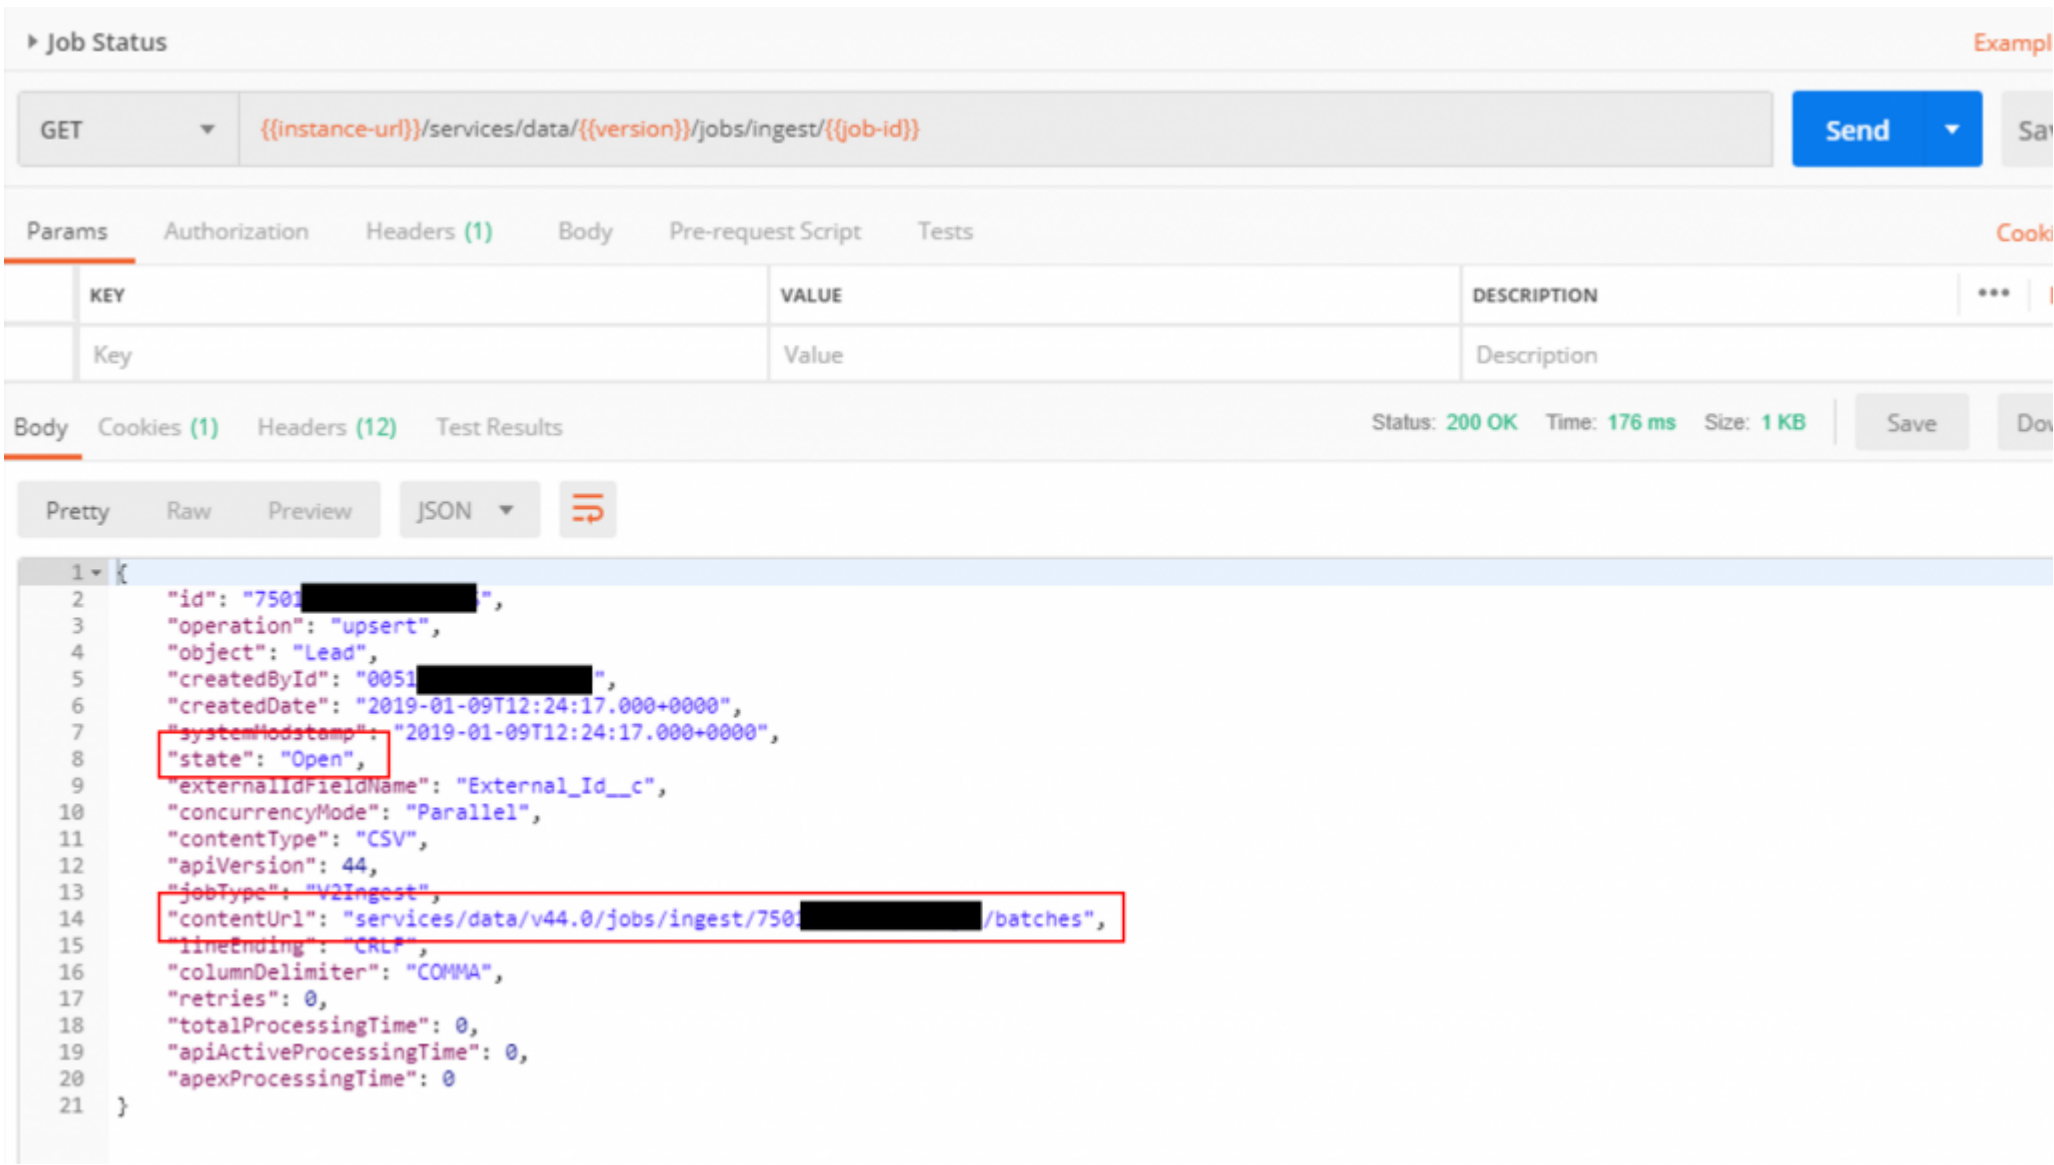 Job Status
Exampl
GET
{{instance-url}}/services/data/{{version}}/jobs/ingest/{{job-id}}
Send
Sav
Params Authorization Headers (1) Body Pre-request Script Tests
Cooki
KEY VALUE DESCRIPTION •••
Key Value Description
Body Cookies (1) Headers (12) Test Results Status: 200 OK Time: 176 ms Size: 1 KB Save Dov
Pretty Raw Preview JSON
1 {
2 "id": "7501 ",
3 "operation": "upsert",
4 "object": "Lead",
5 "createdById": "0051 ",
6 "createdDate": "2019-01-09T12:24:17.000+0000",
7 "systemModstamp": "2019-01-09T12:24:17.000+0000",
8 "state": "Open",
9 "externalIdFieldName": "External_Id__c",
10 "concurrencyMode": "Parallel",
11 "contentType": "CSV",
12 "apiVersion": 44,
13 "jobType": "V2Ingest",
14 "contentUrl": "services/data/v44.0/jobs/ingest/7501 /batches",
15 "lineEnding": "CRLF",
16 "columnDelimiter": "COMMA",
17 "retries": 0,
18 "totalProcessingTime": 0,
19 "apiActiveProcessingTime": 0,
20 "apexProcessingTime": 0
21 }